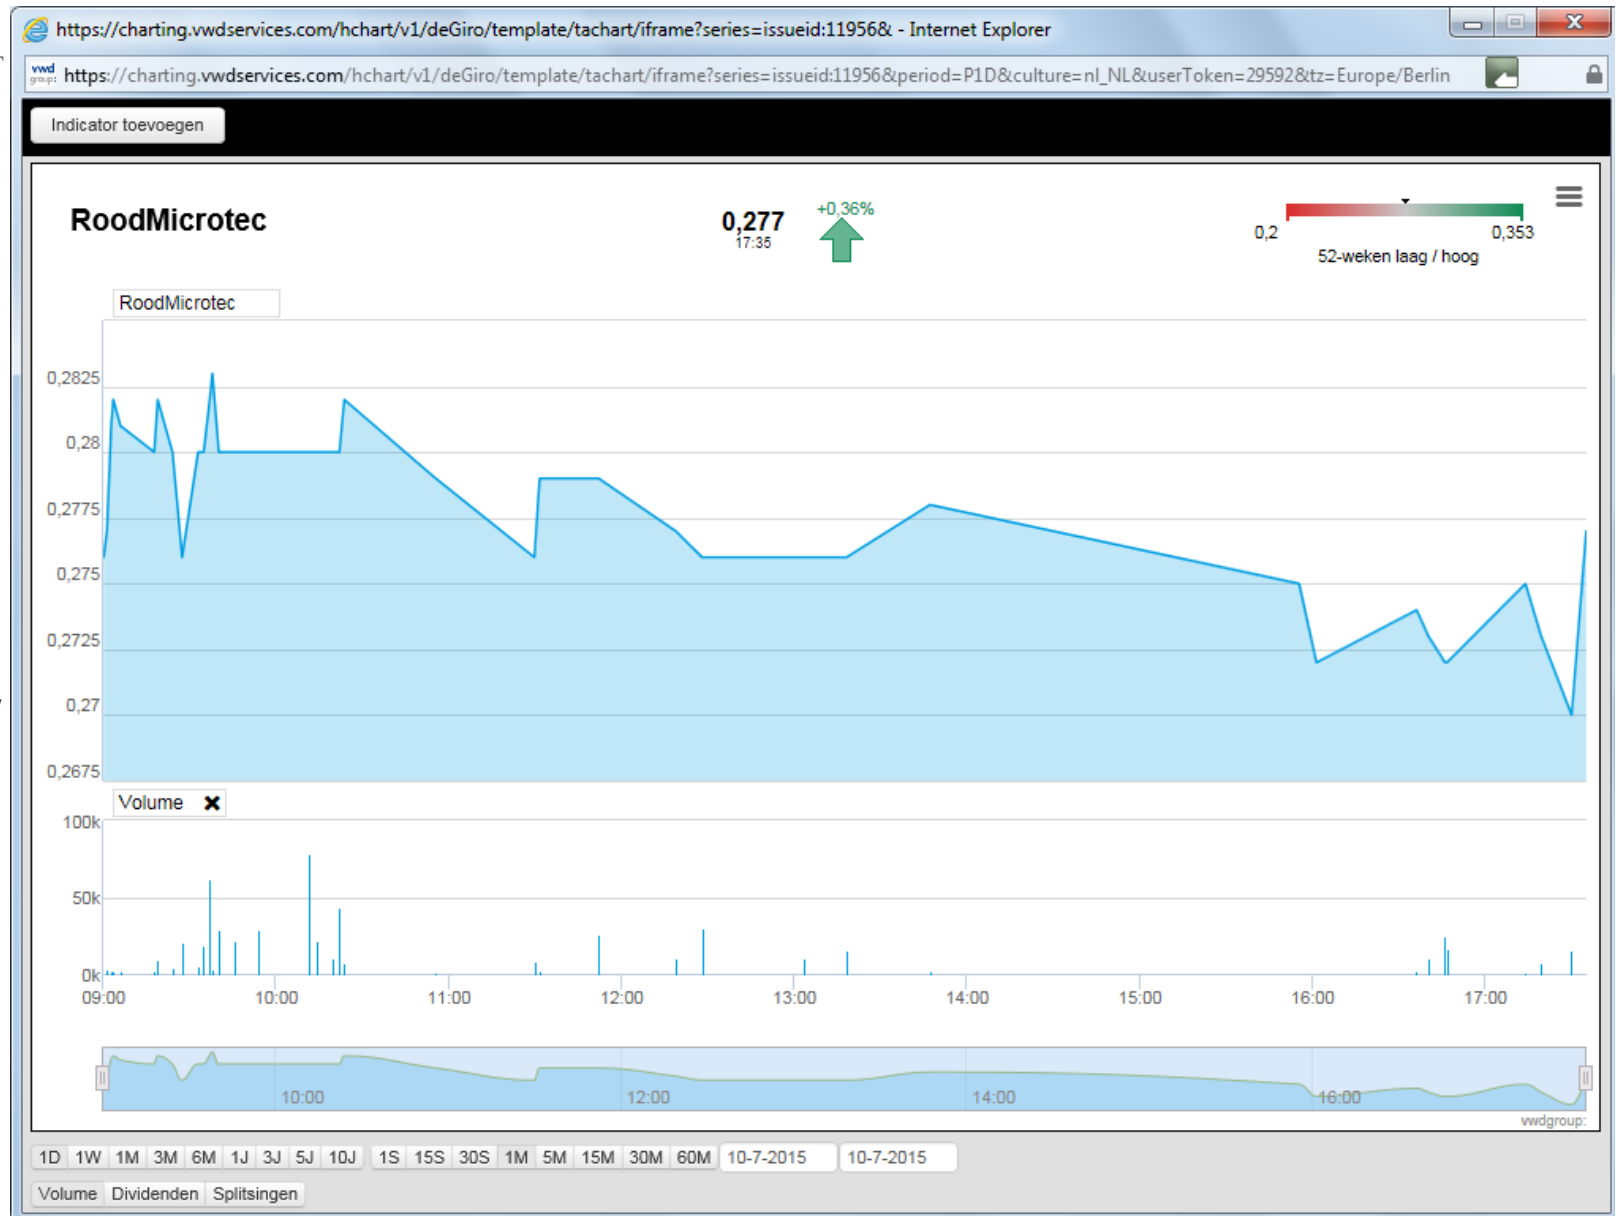 https://charting.vwdservices.com/hchart/v1/deGiro/template/tachart/iframe?series=issueid:11956& - Internet Explorer
vwd group: https://charting.vwdservices.com/hchart/v1/deGiro/template/tachart/iframe?series=issueid:11956&period=P1D&culture=nl_NL&userToken=29592&tz=Europe/Berlin
Indicator toevoegen
RoodMicrotec
0,277
17:35
+0,36%
0,2
0,353
52-weken laag / hoog
RoodMicrotec
0,2825
0,28
0,2775
0,275
0,2725
0,27
0,2675
Volume
100k
50k
0k
09:00 10:00 11:00 12:00 13:00 14:00 15:00 16:00 17:00
10:00 12:00 14:00 16:00
vwdgroup:
1D 1W 1M 3M 6M 1J 3J 5J 10J 1S 15S 30S 1M 5M 15M 30M 60M 10-7-2015 10-7-2015
Volume Dividenden Splitsingen